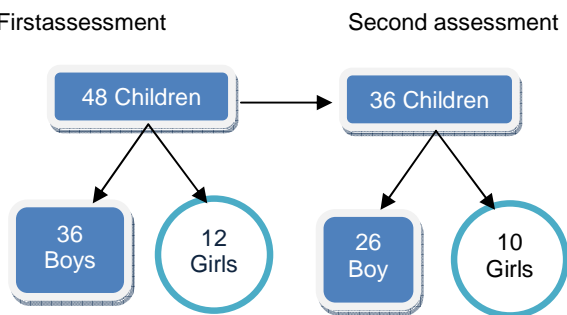 Firstassessment
Second assessment
48 Children
36 Children
36
Boys
12
Girls
26
Boy
10
Girls